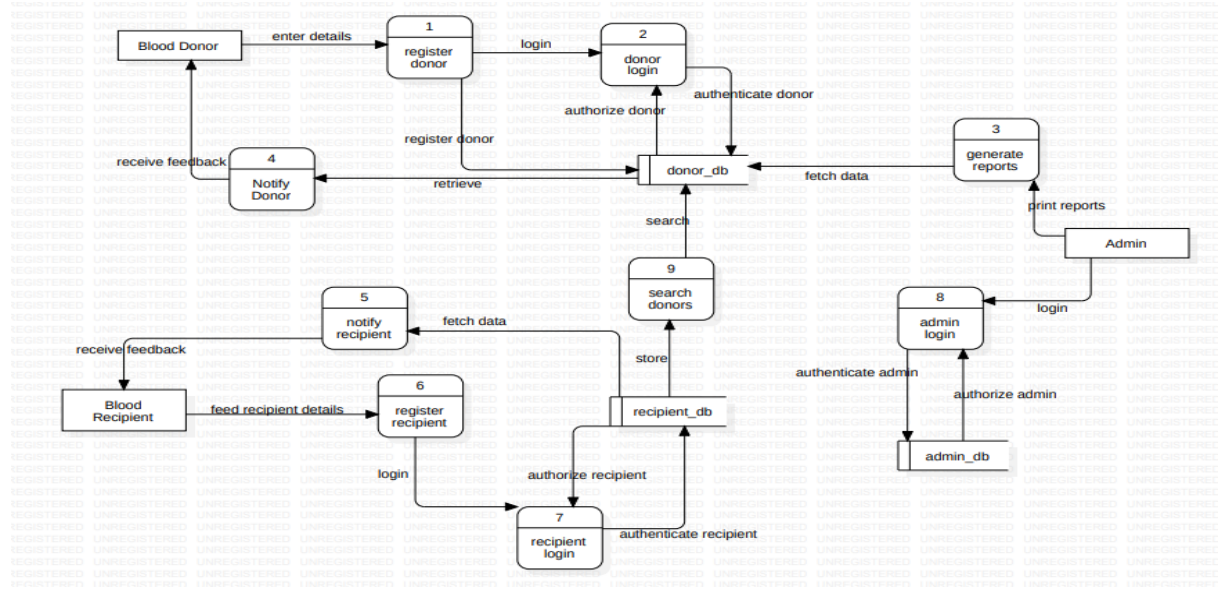 1
Blood Donor
enter details
register
donor
login
2
donor
login
authorize donor
authenticate donor
register donor
donor_db
fetch data
3
generate
reports
print reports
Admin
receive feedback
4
Notify
Donor
retrieve
search
9
search
donors
store
5
notify
recipient
fetch data
receive feedback
Blood
Recipient
feed recipient details
6
register
recipient
login
recipient_db
authorize recipient
7
recipient
login
authenticate recipient
8
admin
login
login
authenticate admin
authorize admin
admin_db
UNREGISTERED